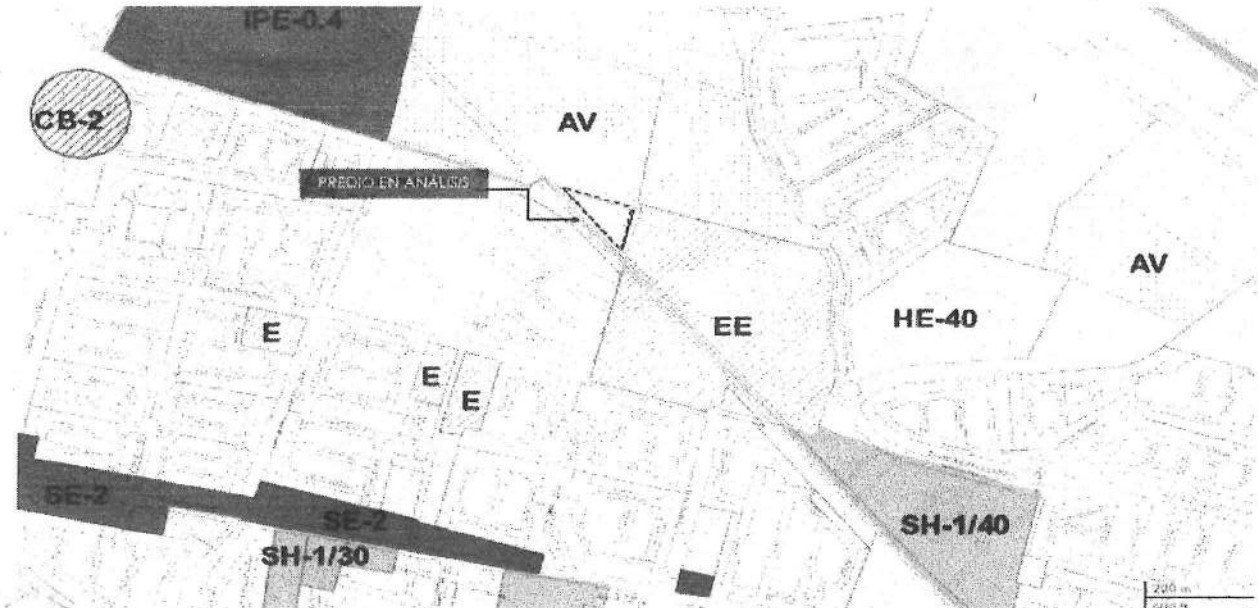 IPE-0.4
CB-2
AV
PREDIO EN ANÁLISIS
AV
EE
HE-40
E
E
E
SE-2
SE-2
SH-1/40
SH-1/30
200 m